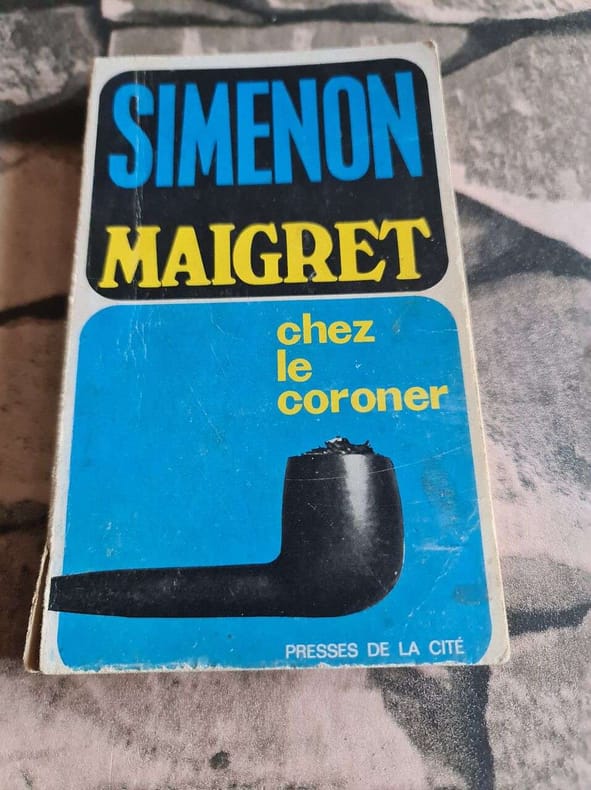 SIMENON
MAIGRET
chez
le
coroner
PRESSES DE LA CITÉ